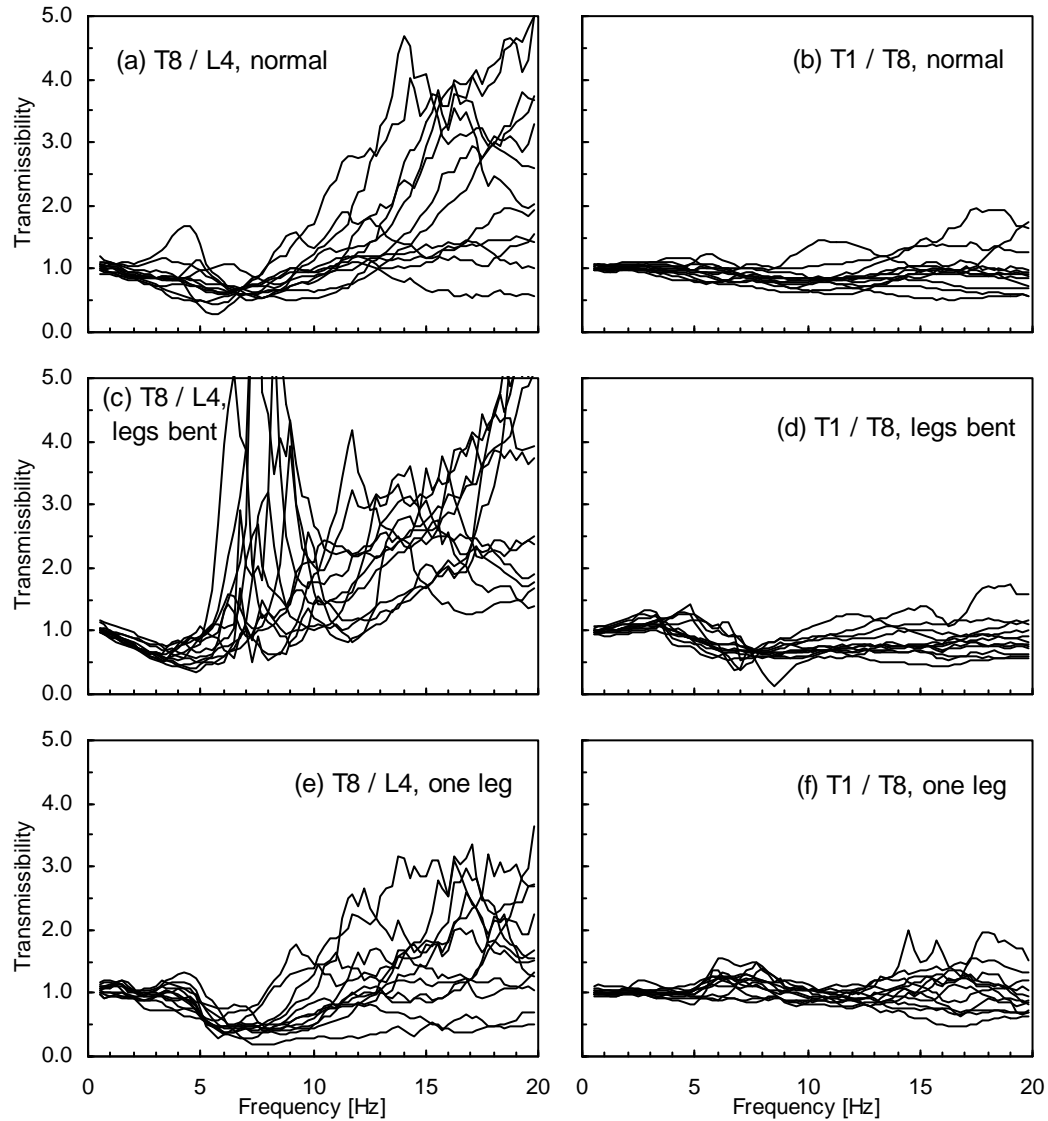 5.0
4.0
3.0
2.0
1.0
0.0
Transmissibility
(a) T8 / L4, normal
(b) T1 / T8, normal
5.0
4.0
3.0
2.0
1.0
0.0
Transmissibility
(c) T8 / L4,
legs bent
(d) T1 / T8, legs bent
5.0
4.0
3.0
2.0
1.0
0.0
Transmissibility
(e) T8 / L4, one leg
(f) T1 / T8, one leg
0 5 10 15 20
0 5 10 15 20
Frequency [Hz]
Frequency [Hz]